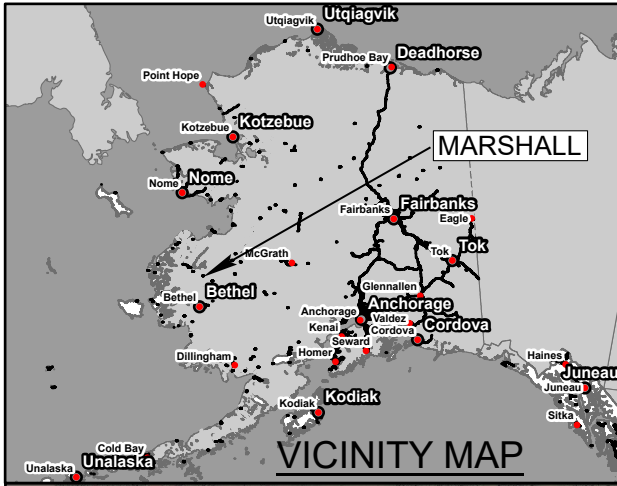 Utqiagvik
Utqiagvik
Prudhoe Bay
Deadhorse
Point Hope
Kotzebue
Kotzebue
MARSHALL
Nome
Nome
Fairbanks
Fairbanks
Eagle
McGrath
Tok
Tok
Glennallen
Bethel
Bethel
Anchorage
Anchorage
Valdez
Kenai
Cordova
Cordova
Seward
Homer
Dillingham
Haines
Juneau
Juneau
Kodiak
Kodiak
Sitka
Cold Bay
Unalaska
Unalaska
VICINITY MAP